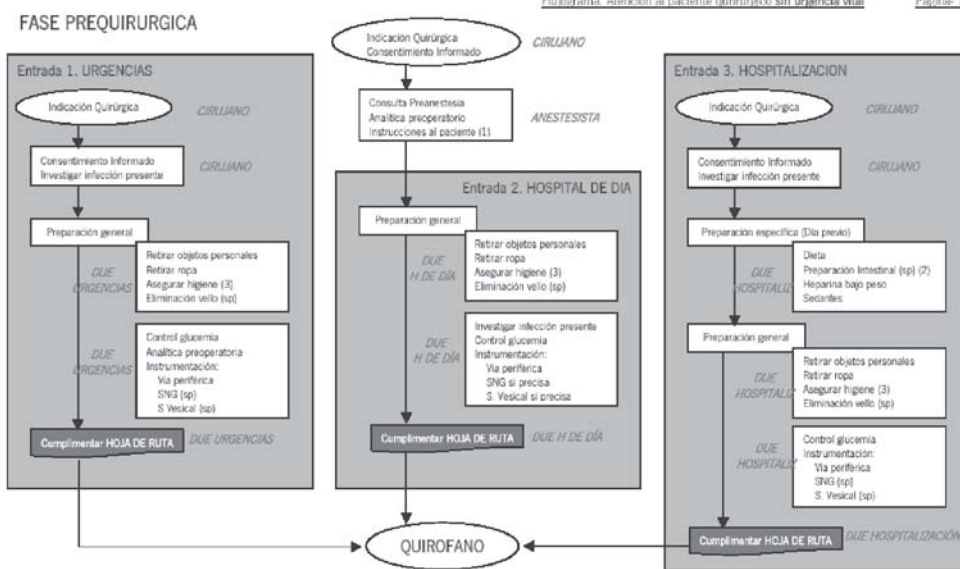 Flujograma: Atención al paciente quirúrgico sin urgencia vital
Página-
FASE PREQUIRURGICA
Entrada 1. URGENCIAS
Indicación Quirúrgica
CIRUJANO
Consentimiento Informado
Investigar infección presente
CIRUJANO
Preparación general
DUE
URGENCIAS
Retirar objetos personales
Retirar ropa
Asegurar higiene (3)
Eliminación vello (sp)
DUE
URGENCIAS
Control glucemia
Analítica preoperatoria
Instrumentación:
Vía periférica
SNG (sp)
S Vesical (sp)
Cumplimentar HOJA DE RUTA
DUE URGENCIAS
Indicación Quirúrgica
Consentimiento Informado
CIRUJANO
Consulta Preanestesia
Analítica preoperatorio
Instrucciones al paciente (1)
ANESTESISTA
Entrada 2. HOSPITAL DE DIA
Preparación general
DUE
H DE DÍA
Retirar objetos personales
Retirar ropa
Asegurar higiene (3)
Eliminación vello (sp)
DUE
H DE DÍA
Investigar infección presente
Control glucemia
Instrumentación:
Vía periférica
SNG si precisa
S. Vesical si precisa
Cumplimentar HOJA DE RUTA
DUE H DE DÍA
QUIROFANO
Entrada 3. HOSPITALIZACION
Indicación Quirúrgica
CIRUJANO
Consentimiento Informado
Investigar infección presente
CIRUJANO
Preparación específica (Día previo)
DUE
HOSPITALIZ
Dieta
Preparación Intestinal (sp) (2)
Heparina bajo peso
Sedantes
Preparación general
DUE
HOSPITALIZ
Retirar objetos personales
Retirar ropa
Asegurar higiene (3)
Eliminación vello (sp)
DUE
HOSPITALIZ
Control glucemia
Instrumentación:
Vía periférica
SNG (sp)
S. Vesical (sp)
Cumplimentar HOJA DE RUTA
DUE HOSPITALIZACIÓN